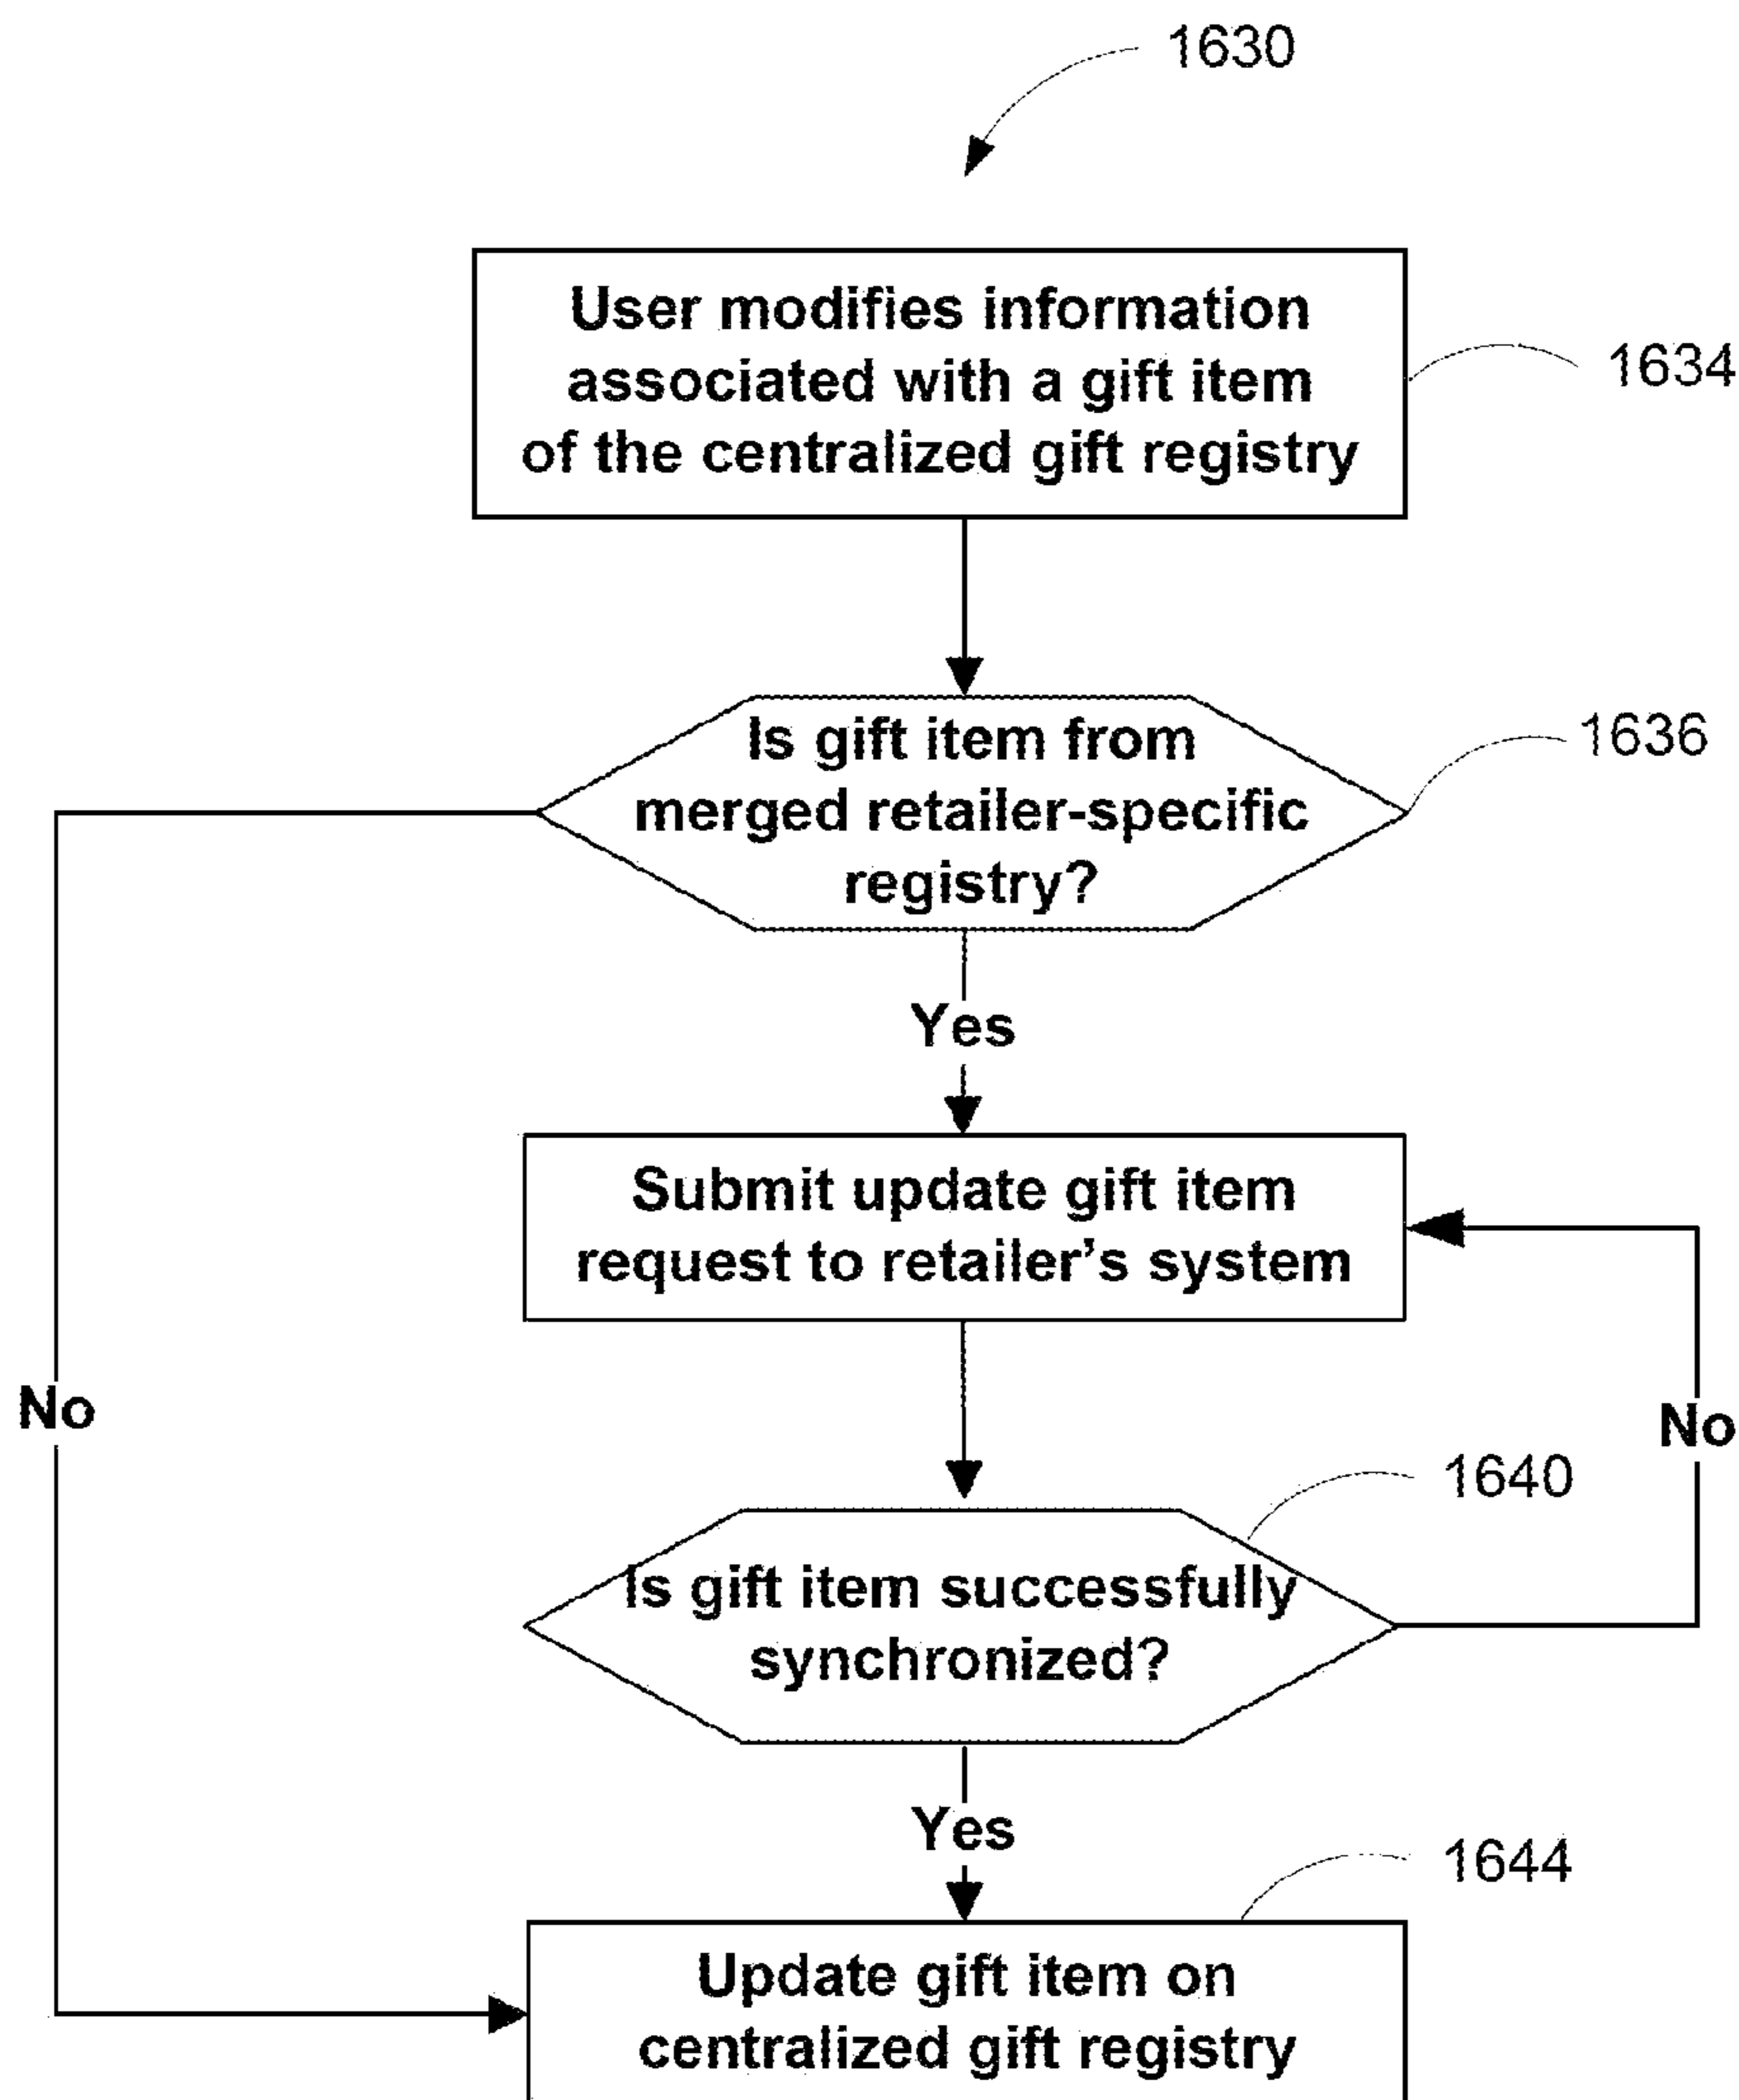 1630
User modifies information
associated with a gift item
of the centralized gift registry
1634
Is gift item from
merged retailer-specific
registry?
1636
Yes
Submit update gift item
request to retailer's system
No
No
1640
Is gift item successfully
synchronized?
Yes
1644
Update gift item on
centralized gift registry